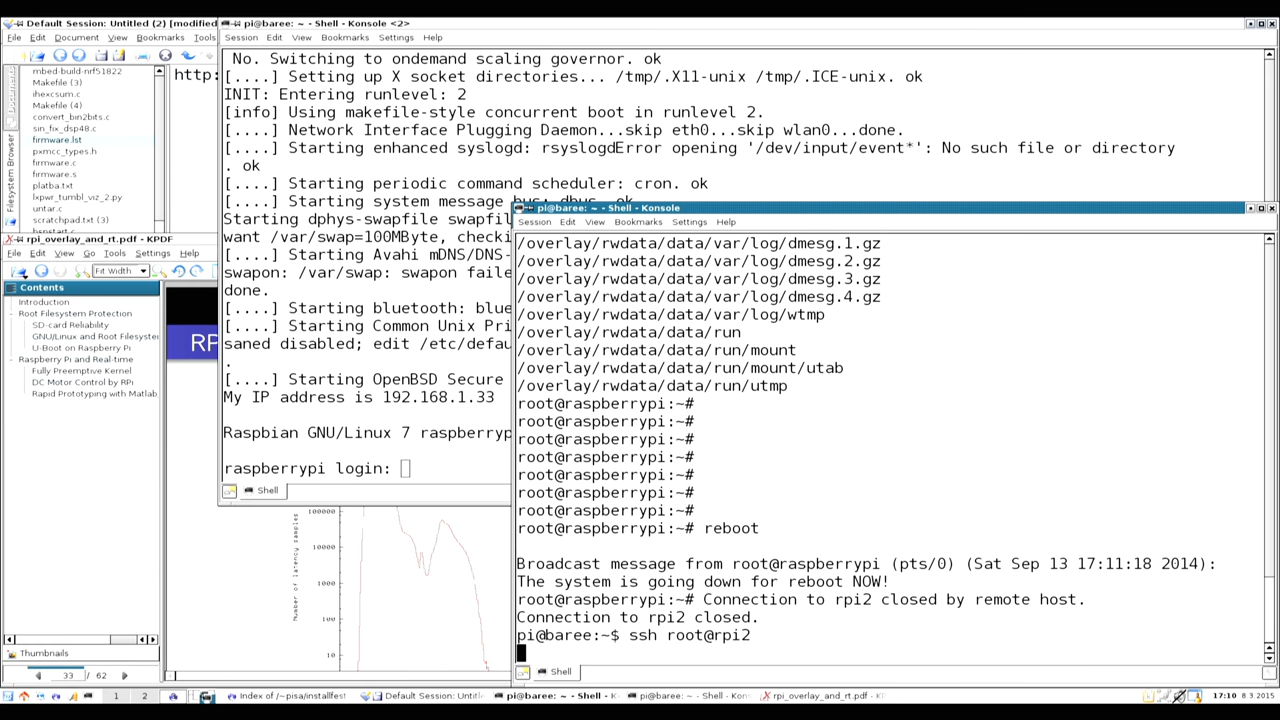 Default Session: Untitled (2) [modified
File Edit Document View Bookmarks Tools
mbed-build-nrf51822
Makefile (3)
ihexcsum.c
Makefile (4)
convert_bin2bits.c
sin_fix_dsp48.c
firmware.lst
pxmcc_types.h
firmware.c
firmware.s
platba.txt
lxpwr_tumbl_viz_2.py
untar.c
scratchpad.txt (3)
Documents
Filesystem Browser
http:
pi@baree: ~ - Shell - Konsole <2>
Session Edit View Bookmarks Settings Help
No. Switching to ondemand scaling governor. ok
[....] Setting up X socket directories... /tmp/.X11-unix /tmp/.ICE-unix. ok
INIT: Entering runlevel: 2
[info] Using makefile-style concurrent boot in runlevel 2.
[....] Network Interface Plugging Daemon...skip eth0...skip wlan0...done.
[....] Starting enhanced syslogd: rsyslogdError opening '/dev/input/event*': No such file or directory
. ok
[....] Starting periodic command scheduler: cron. ok
[....] Starting system message bus: dbus. ok
Starting dphys-swapfile swapfil
want /var/swap=100MByte, checki
[....] Starting Avahi mDNS/DNS-
swapon: /var/swap: swapon faile
done.
[....] Starting bluetooth: blue
[....] Starting Common Unix Pri
saned disabled; edit /etc/defau
.
[....] Starting OpenBSD Secure
My IP address is 192.168.1.33
Raspbian GNU/Linux 7 raspberryp
raspberrypi login:
Shell
pi@baree: ~ - Shell - Konsole
Session Edit View Bookmarks Settings Help
/overlay/rwdata/data/var/log/dmesg.1.gz
/overlay/rwdata/data/var/log/dmesg.2.gz
/overlay/rwdata/data/var/log/dmesg.3.gz
/overlay/rwdata/data/var/log/dmesg.4.gz
/overlay/rwdata/data/var/log/wtmp
/overlay/rwdata/data/run
/overlay/rwdata/data/run/mount
/overlay/rwdata/data/run/mount/utab
/overlay/rwdata/data/run/utmp
root@raspberrypi:~#
root@raspberrypi:~#
root@raspberrypi:~#
root@raspberrypi:~#
root@raspberrypi:~#
root@raspberrypi:~#
root@raspberrypi:~#
root@raspberrypi:~# reboot
Broadcast message from root@raspberrypi (pts/0) (Sat Sep 13 17:11:18 2014):
The system is going down for reboot NOW!
root@raspberrypi:~# Connection to rpi2 closed by remote host.
Connection to rpi2 closed.
pi@baree:~$ ssh root@rpi2
Shell
rpi_overlay_and_rt.pdf - KPDF
File Edit View Go Tools Settings Help
Fit Width
Contents
Introduction
Root Filesystem Protection
SD-card Reliability
GNU/Linux and Root Filesyste
U-Boot on Raspberry Pi
Raspberry Pi and Real-time
Fully Preemptive Kernel
DC Motor Control by RPi
Rapid Prototyping with Matlab
Thumbnails
33 / 62
RP
Number of latency samples
100000
10000
1000
100
10
1 2
Index of /~pisa/installfest
Default Session: Untitl
pi@baree: ~ - Shell - K
pi@baree: ~ - Shell - Kon
rpi_overlay_and_rt.pdf - K
17:10 8.3.2015